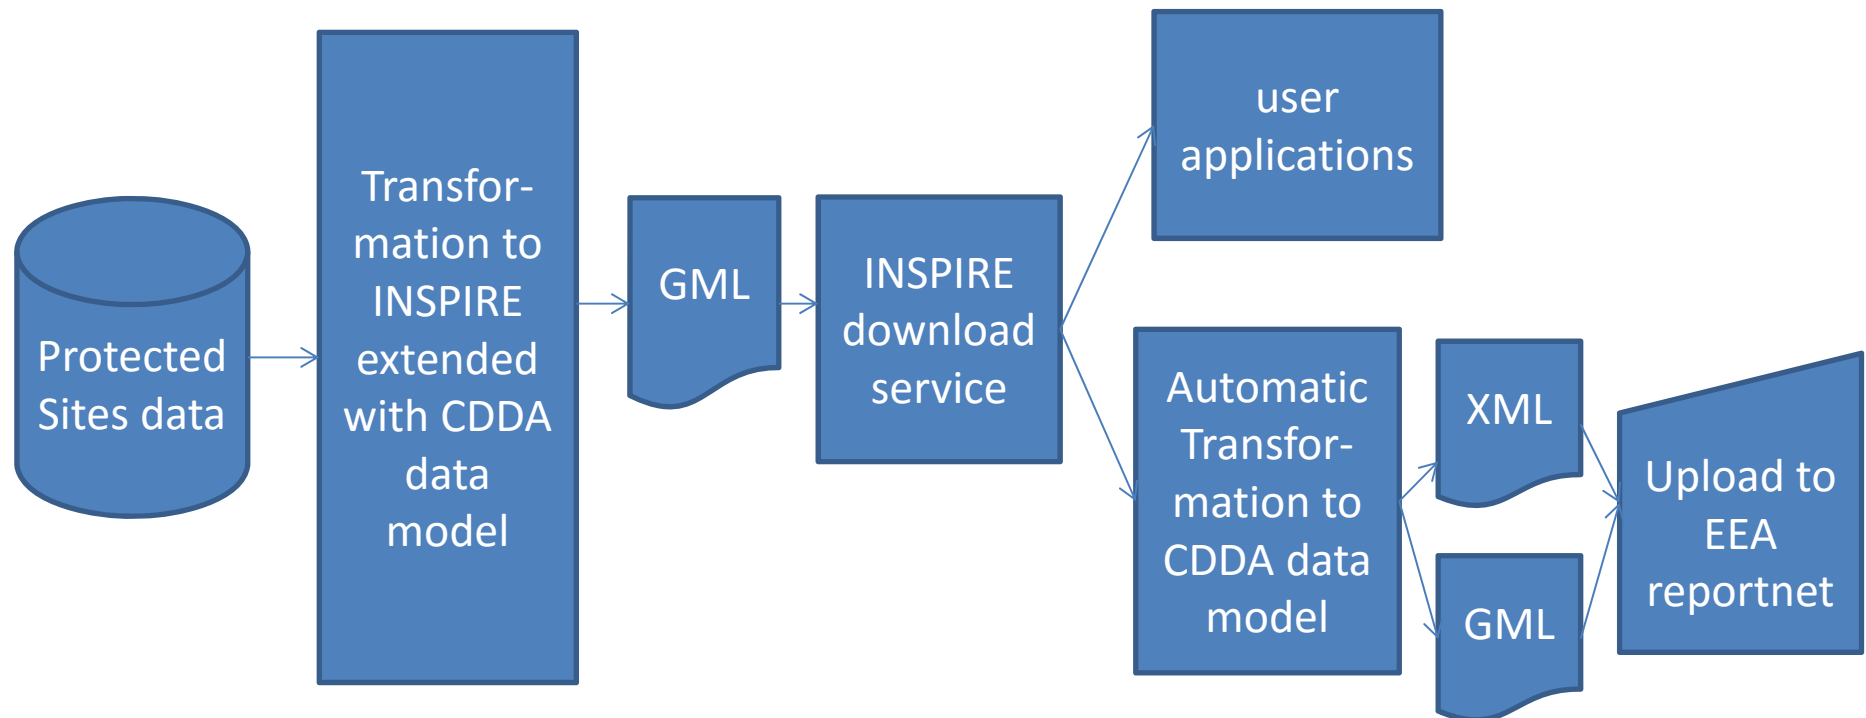 Protected
Sites data
Transfor-
mation to
INSPIRE
extended
with CDDA
data
model
GML
INSPIRE
download
service
user
applications
Automatic
Transfor-
mation to
CDDA data
model
XML
GML
Upload to
EEA
reportnet